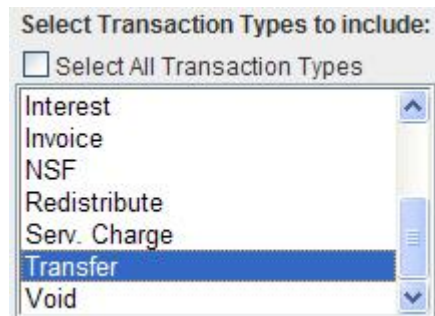 Select Transaction Types to include:
Select All Transaction Types
Interest
Invoice
NSF
Redistribute
Serv. Charge
Transfer
Void